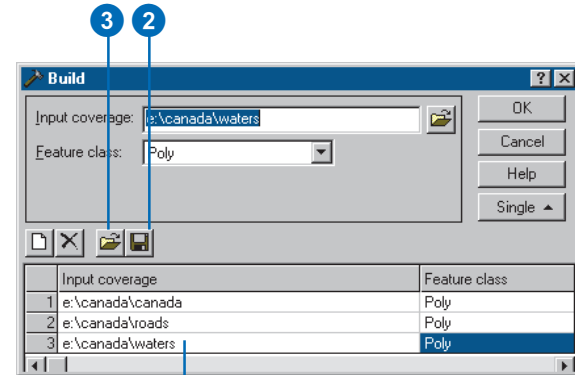 3 2
Build
Input coverage: e:\canada\waters
OK
Feature class: Poly
Cancel
Help
Single
Input coverage Feature class
1 e:\canada\canada Poly
2 e:\canada\roads Poly
3 e:\canada\waters Poly